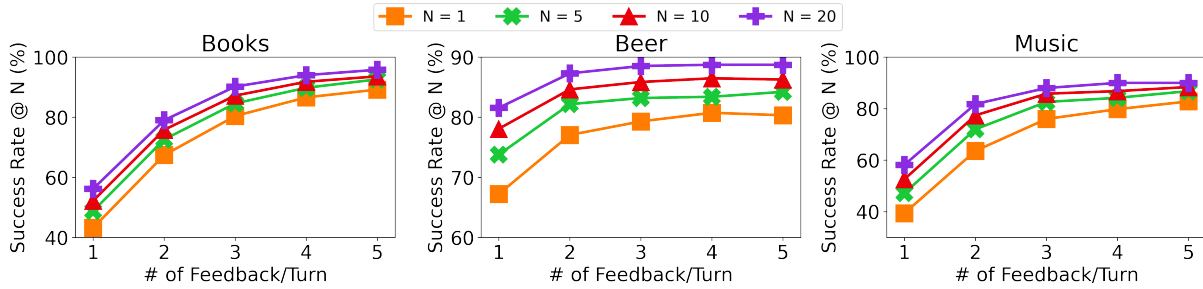 N = 1 N = 5 N = 10 N = 20
Books
Success Rate @ N (%)
100
80
60
40
1 2 3 4 5
# of Feedback/Turn
Beer
Success Rate @ N (%)
90
80
70
60
1 2 3 4 5
# of Feedback/Turn
Music
Success Rate @ N (%)
100
80
60
40
1 2 3 4 5
# of Feedback/Turn